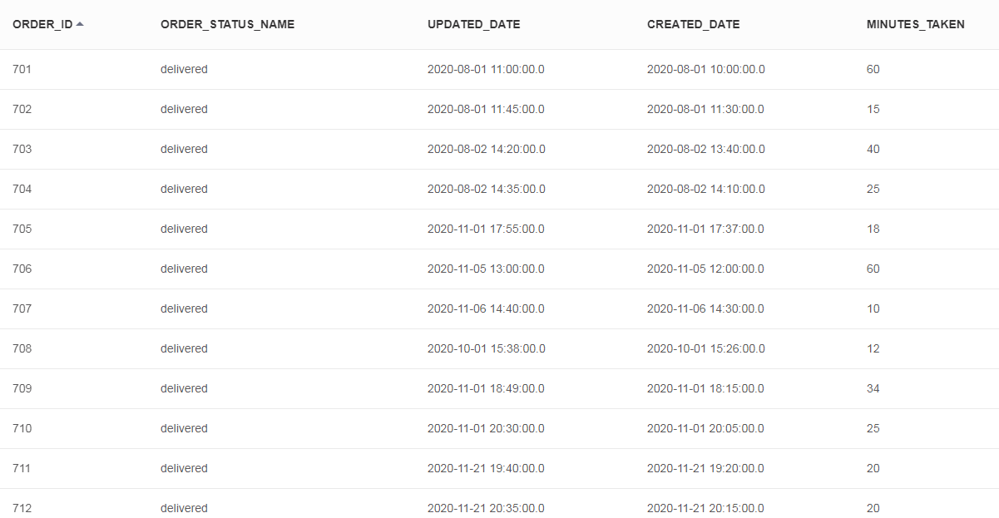 ORDER_ID ORDER_STATUS_NAME UPDATED_DATE CREATED_DATE MINUTES_TAKEN
701 delivered 2020-08-01 11:00:00.0 2020-08-01 10:00:00.0 60
702 delivered 2020-08-01 11:45:00.0 2020-08-01 11:30:00.0 15
703 delivered 2020-08-02 14:20:00.0 2020-08-02 13:40:00.0 40
704 delivered 2020-08-02 14:35:00.0 2020-08-02 14:10:00.0 25
705 delivered 2020-11-01 17:55:00.0 2020-11-01 17:37:00.0 18
706 delivered 2020-11-05 13:00:00.0 2020-11-05 12:00:00.0 60
707 delivered 2020-11-06 14:40:00.0 2020-11-06 14:30:00.0 10
708 delivered 2020-10-01 15:38:00.0 2020-10-01 15:26:00.0 12
709 delivered 2020-11-01 18:49:00.0 2020-11-01 18:15:00.0 34
710 delivered 2020-11-01 20:30:00.0 2020-11-01 20:05:00.0 25
711 delivered 2020-11-21 19:40:00.0 2020-11-21 19:20:00.0 20
712 delivered 2020-11-21 20:35:00.0 2020-11-21 20:15:00.0 20